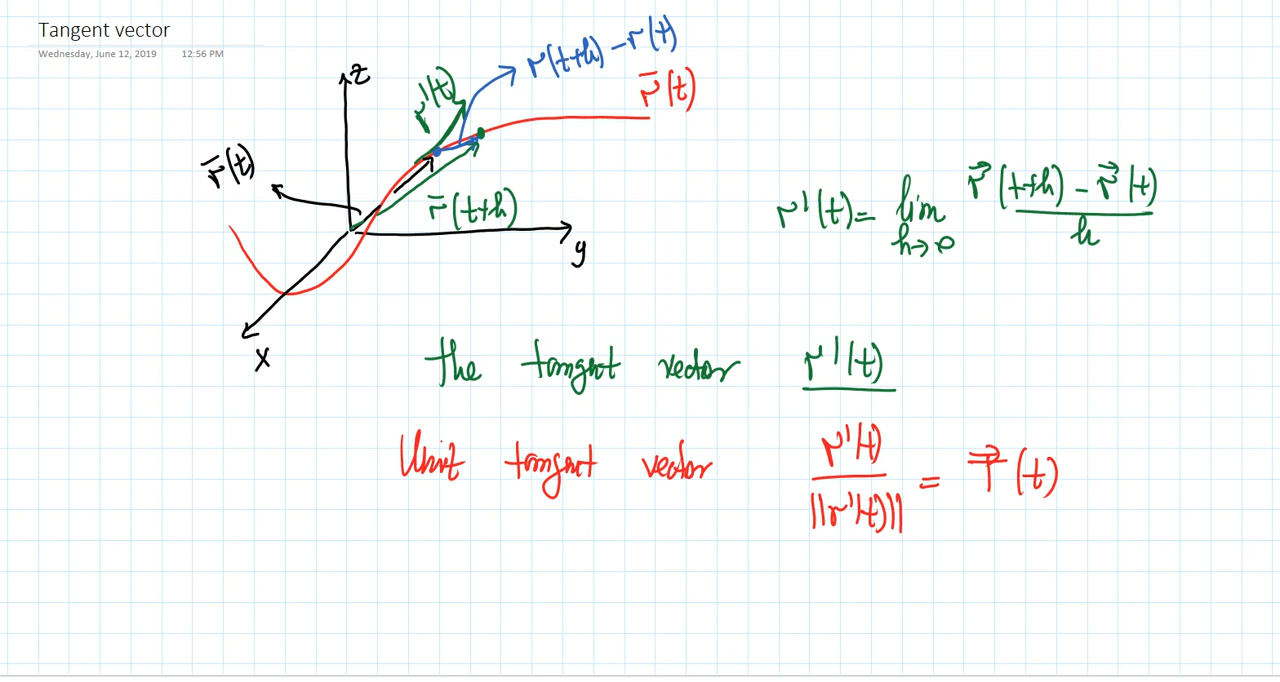 Tangent vector
Wednesday, June 12, 2019 12:56 PM
z
r'(t)
r(t+h) - r(t)
r̄(t)
r̄(t)
r̄(t+h)
y
x
r'(t) = lim h→0 r⃗(t+h) - r⃗(t) / h
the tangent vector r'(t)
Unit tangent vector r'(t) / ||r'(t)|| = T⃗(t)